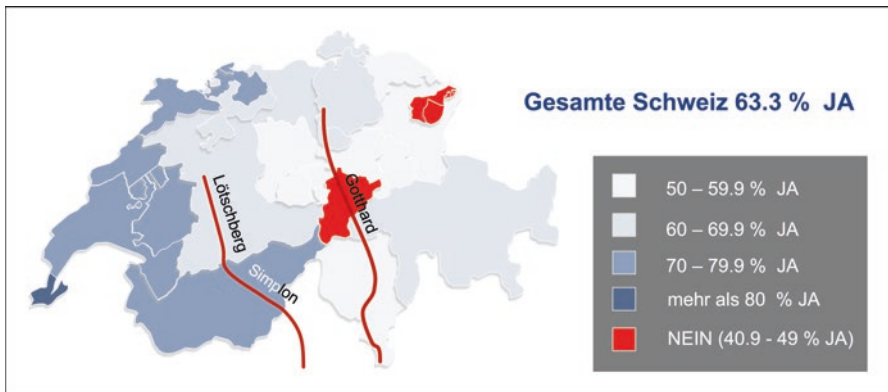 Gesamte Schweiz 63.3 % JA
Lötschberg
Gotthard
Simplon
50 – 59.9 % JA
60 – 69.9 % JA
70 – 79.9 % JA
mehr als 80 % JA
NEIN (40.9 - 49 % JA)